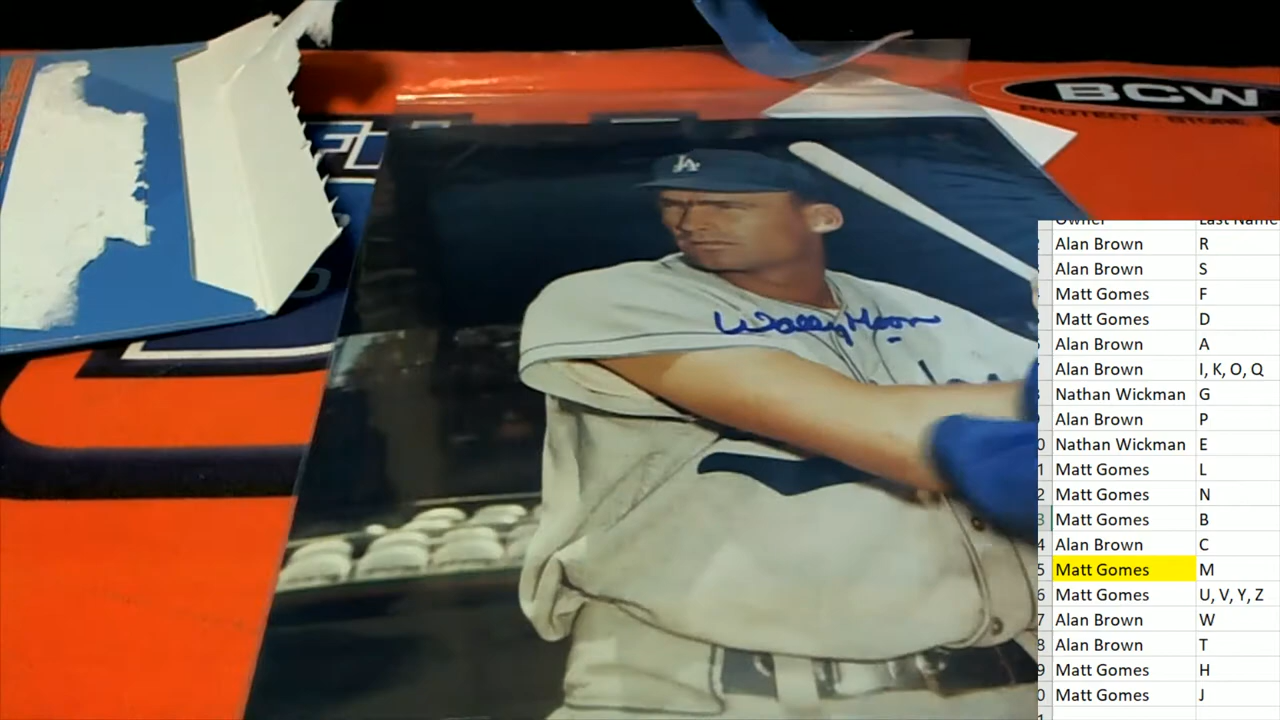 BCW
PROTECT STORE
LA
Wally Moon
Owner Last Name
Alan Brown R
Alan Brown S
Matt Gomes F
Matt Gomes D
Alan Brown A
Alan Brown I, K, O, Q
Nathan Wickman G
Alan Brown P
Nathan Wickman E
Matt Gomes L
Matt Gomes N
Matt Gomes B
Alan Brown C
Matt Gomes M
Matt Gomes U, V, Y, Z
Alan Brown W
Alan Brown T
Matt Gomes H
Matt Gomes J